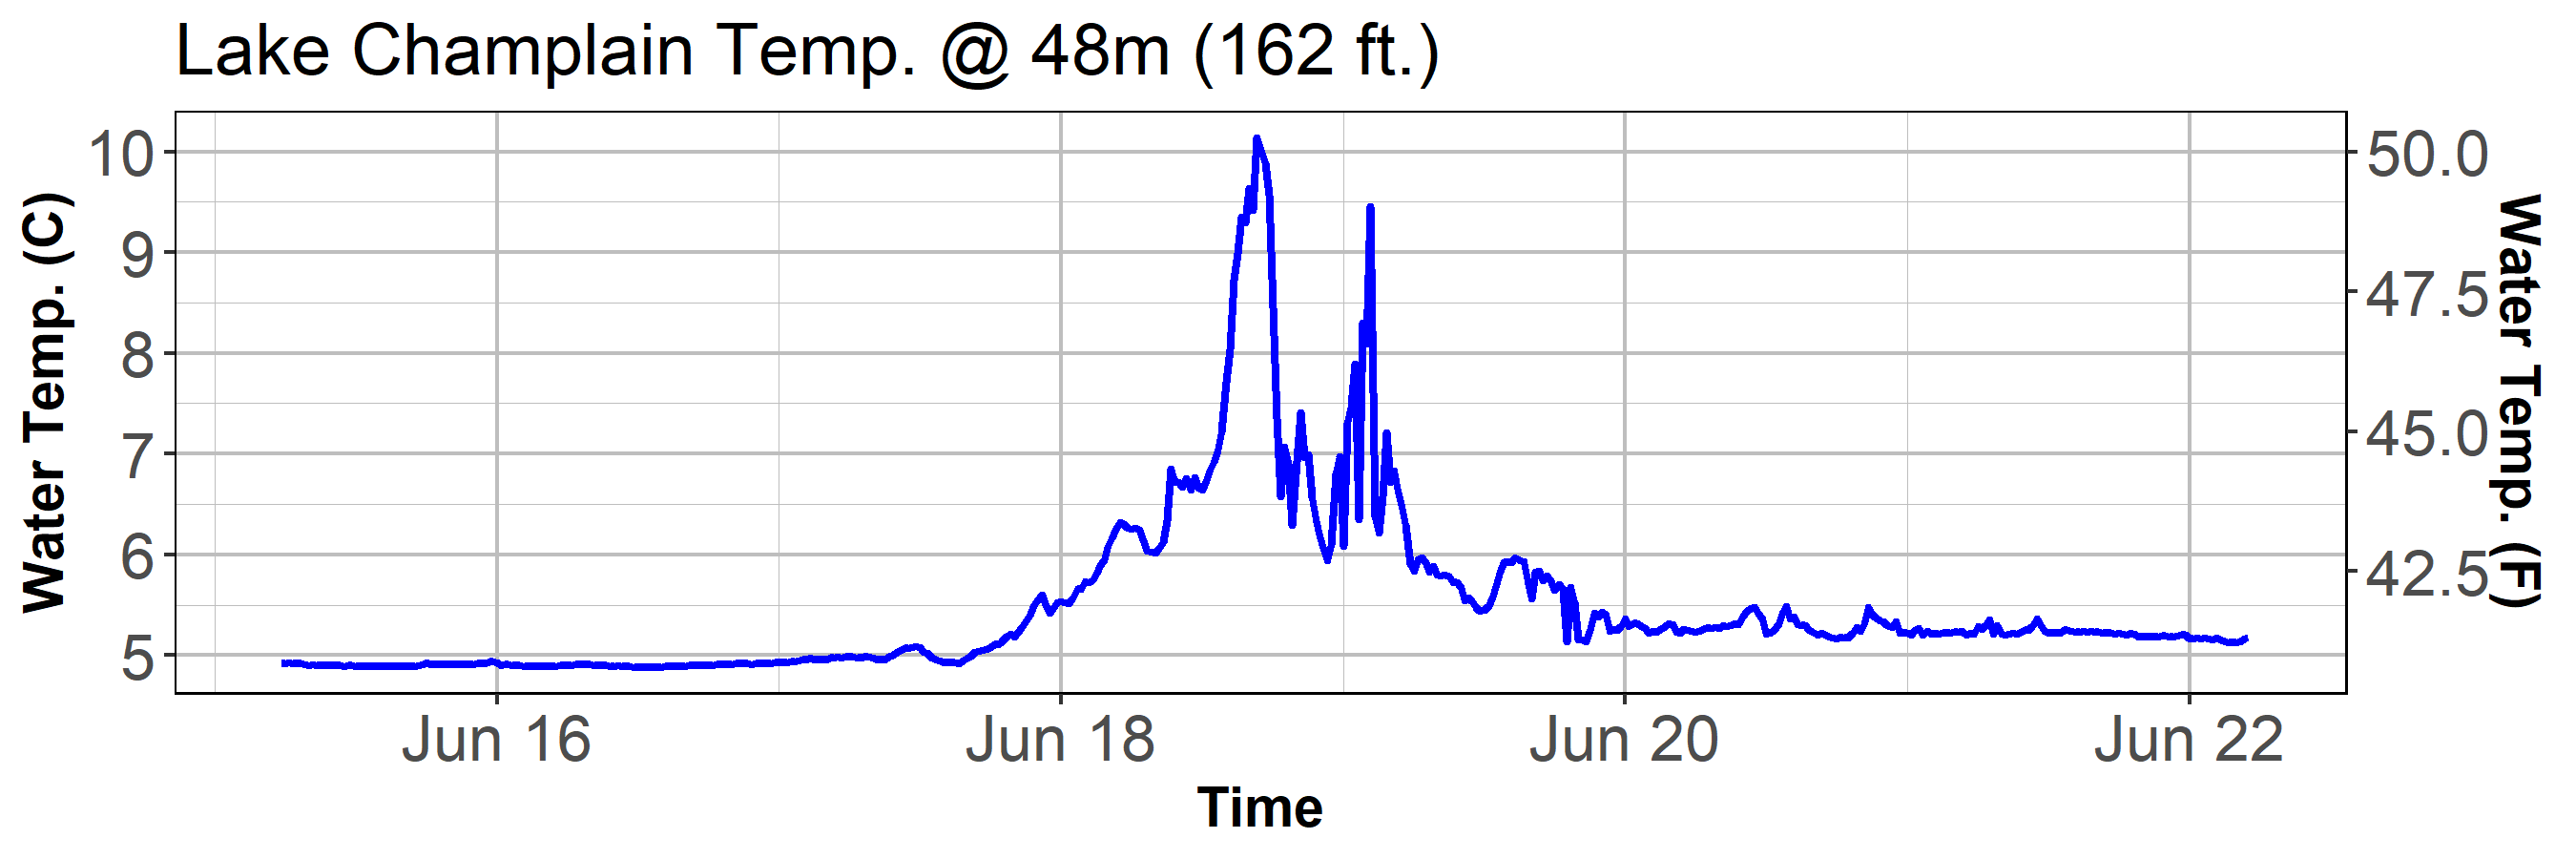 Lake Champlain Temp. @ 48m (162 ft.)
Water Temp. (C)
10
9
8
7
6
5
50.0
47.5
45.0
42.5
Water Temp. (F)
Jun 16
Jun 18
Jun 20
Jun 22
Time